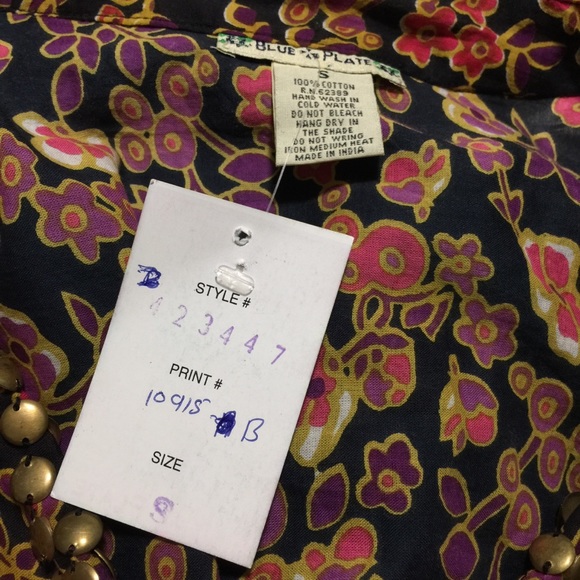 BLUE PLATE
S
100% COTTON
R.N. 62389
HAND WASH IN
COLD WATER
DO NOT BLEACH
HANG DRY IN
THE SHADE
DO NOT WRING
IRON MEDIUM HEAT
MADE IN INDIA
B
STYLE #
423447
PRINT #
10915-B
SIZE
S